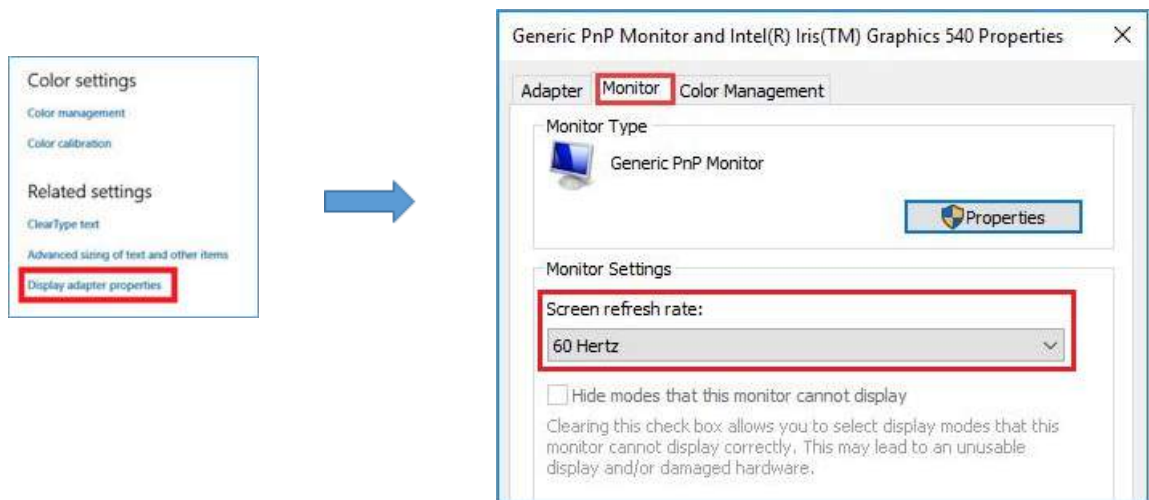 Color settings
Color management
Color calibration
Related settings
ClearType text
Advanced sizing of text and other items
Display adapter properties
Generic PnP Monitor and Intel(R) Iris(TM) Graphics 540 Properties
Adapter Monitor Color Management
Monitor Type
Generic PnP Monitor
Properties
Monitor Settings
Screen refresh rate:
60 Hertz
Hide modes that this monitor cannot display
Clearing this check box allows you to select display modes that this
monitor cannot display correctly. This may lead to an unusable
display and/or damaged hardware.